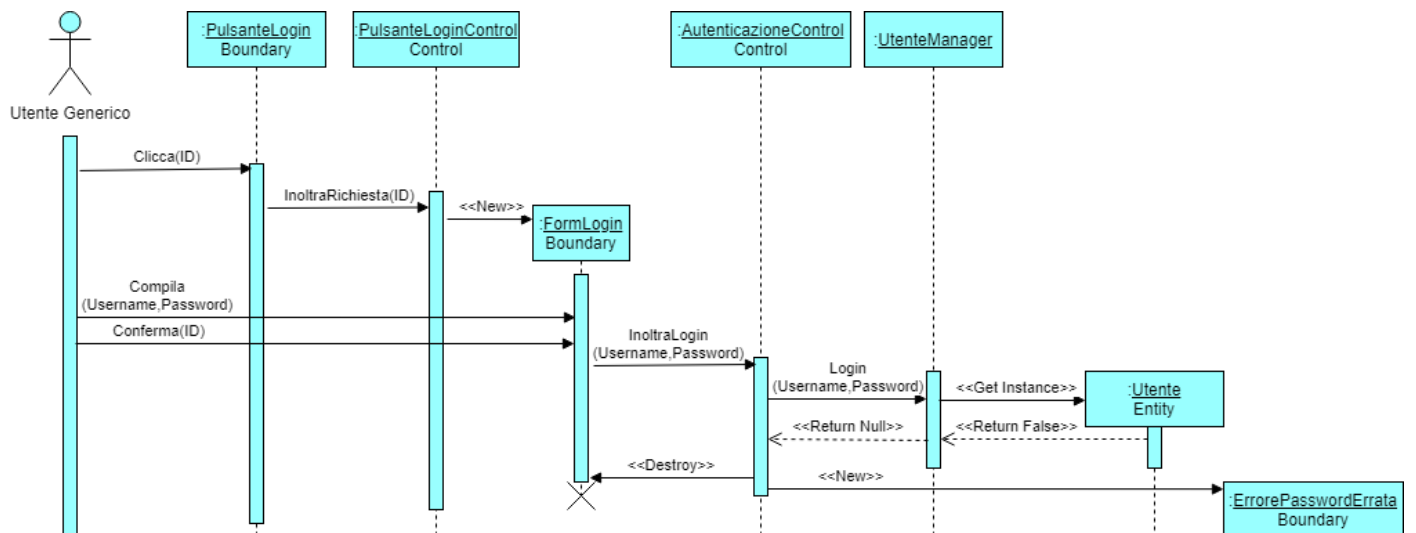 :PulsanteLogin
Boundary
:PulsanteLoginControl
Control
:AutenticazioneControl
Control
:UtenteManager
Utente Generico
Clicca(ID)
InoltraRichiesta(ID)
<<New>>
:FormLogin
Boundary
Compila
(Username,Password)
Conferma(ID)
InoltraLogin
(Username,Password)
Login
(Username,Password)
<<Get Instance>>
:Utente
Entity
<<Return Null>>
<<Return False>>
<<Destroy>>
<<New>>
:ErrorePasswordErrata
Boundary